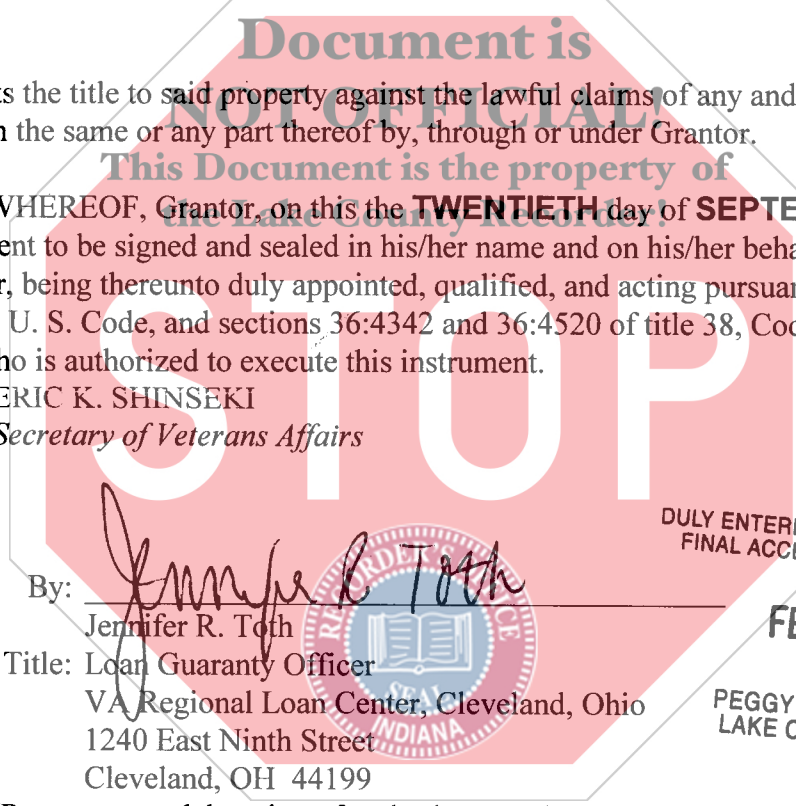 Document is
s the title to said property against the lawful claims of any and
NOT OFFICIAL!
the same or any part thereof by, through or under Grantor.
This Document is the property of
WHEREOF, Grantor, on this the TWENTIETH day of SEPTE
the Lake County Recorder!
ent to be signed and sealed in his/her name and on his/her beha
r, being thereunto duly appointed, qualified, and acting pursuan
U. S. Code, and sections 36:4342 and 36:4520 of title 38, Cod
ho is authorized to execute this instrument.
ERIC K. SHINSEKI
Secretary of Veterans Affairs
STOP
DULY ENTER
FINAL ACCE
By: Jennifer R Toth
Jennifer R. Toth
FE
Title: Loan Guaranty Officer
VA Regional Loan Center, Cleveland, Ohio
PEGGY
LAKE C
1240 East Ninth Street
Cleveland, OH 44199
RECORDER'S OFFICE
SEAL
INDIANA